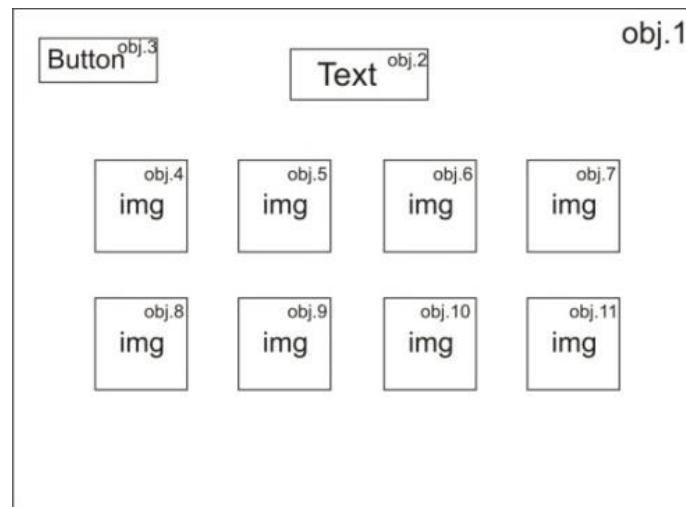 obj.1
Button obj.3
Text obj.2
obj.4
img
obj.5
img
obj.6
img
obj.7
img
obj.8
img
obj.9
img
obj.10
img
obj.11
img